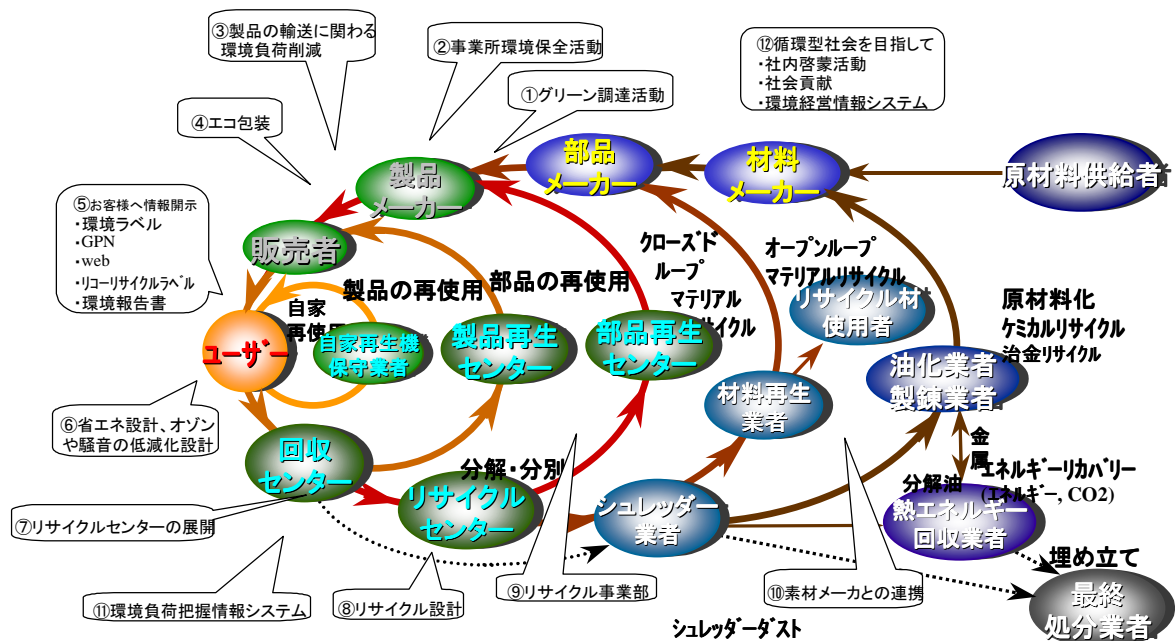 ③製品の輸送に関わる
環境負荷削減
②事業所環境保全活動
①グリーン調達活動
⑫循環型社会を目指して
・社内啓蒙活動
・社会貢献
・環境経営情報システム
④エコ包装
製品
メーカー
部品
メーカー
材料
メーカー
原材料供給者
⑤お客様へ情報開示
・環境ラベル
・GPN
・web
・リコーリサイクルラベル
・環境報告書
販売者
自家
再使用
製品の再使用
部品の再使用
クローズド
ループ
マテリアル
リサイクル
オープンループ
マテリアルリサイクル
リサイクル材
使用者
原材料化
ケミカルリサイクル
冶金リサイクル
ユーザー
自家再生機
保守業者
製品再生
センター
部品再生
センター
材料再生
業者
油化業者
製錬業者
⑥省エネ設計、オゾン
や騒音の低減化設計
回収
センター
分解・分別
リサイクル
センター
シュレッダー
業者
金
属
分解油
エネルギーリカバリー
(エネルギー, CO2)
熱エネルギー
回収業者
⑦リサイクルセンターの展開
埋め立て
最終
処分業者
⑪環境負荷把握情報システム
⑧リサイクル設計
⑨リサイクル事業部
⑩素材メーカとの連携
シュレッダーダスト